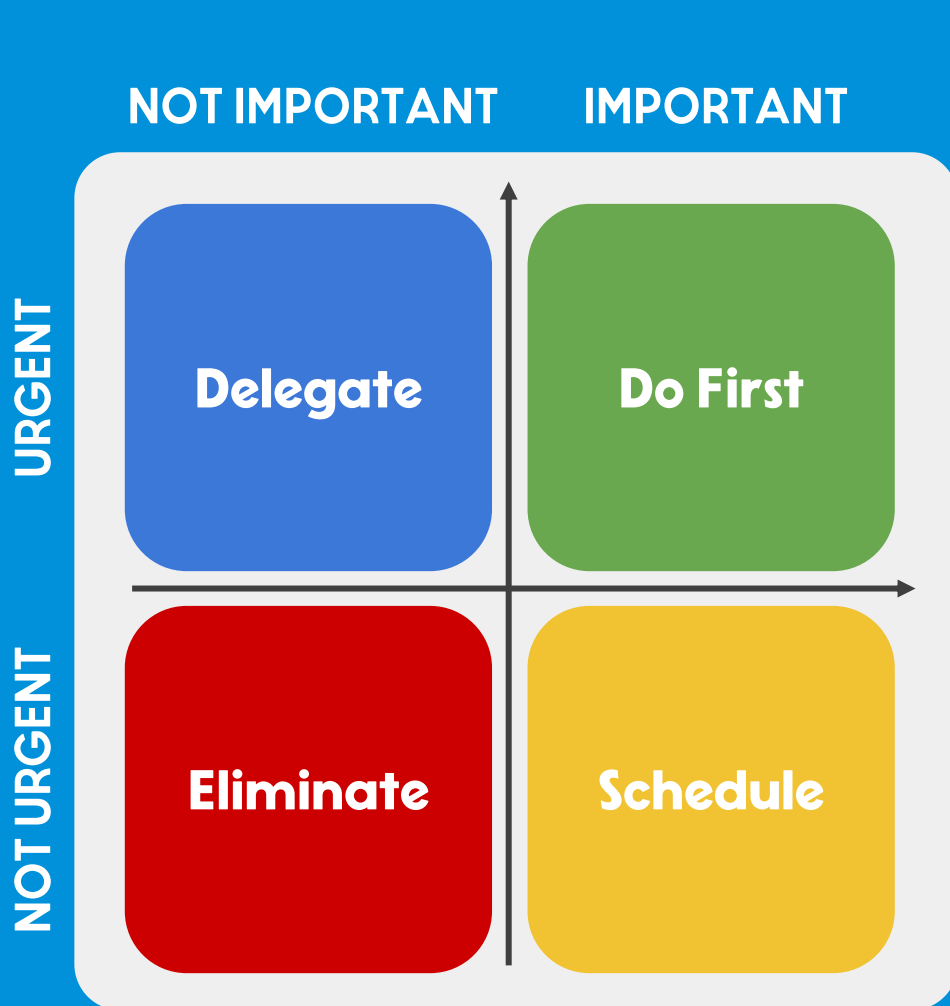 NOT IMPORTANT
IMPORTANT
URGENT
Delegate
Do First
NOT URGENT
Eliminate
Schedule